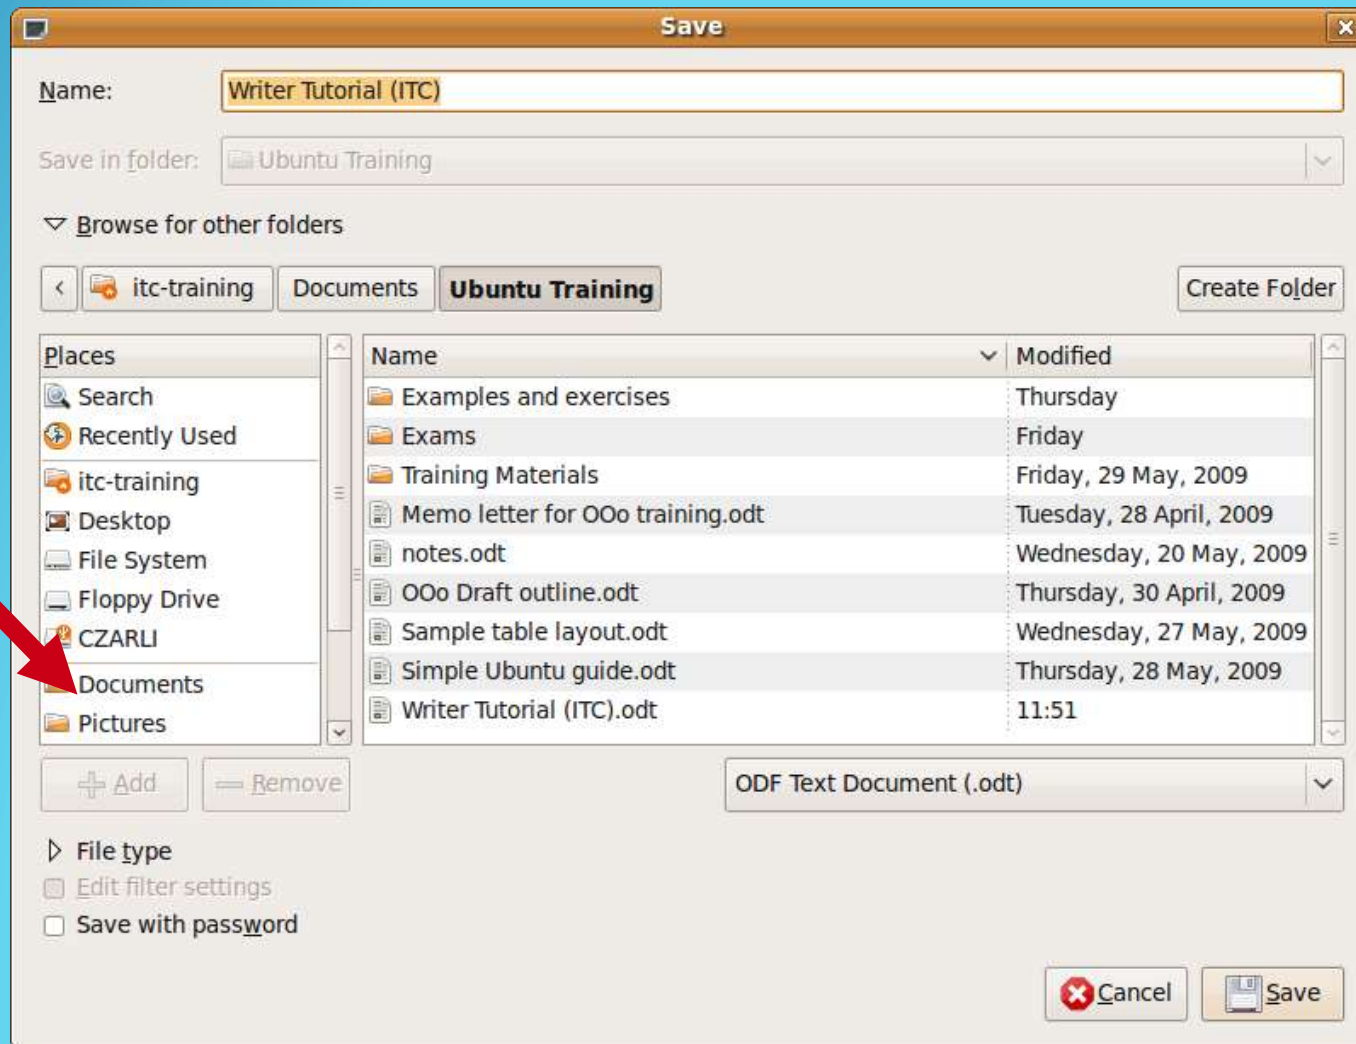 Save
Name: Writer Tutorial (ITC)
Save in folder: Ubuntu Training
Browse for other folders
itc-training Documents Ubuntu Training Create Folder
Places
Search
Recently Used
itc-training
Desktop
File System
Floppy Drive
CZARLI
Documents
Pictures
Name Modified
Examples and exercises Thursday
Exams Friday
Training Materials Friday, 29 May, 2009
Memo letter for OOo training.odt Tuesday, 28 April, 2009
notes.odt Wednesday, 20 May, 2009
OOo Draft outline.odt Thursday, 30 April, 2009
Sample table layout.odt Wednesday, 27 May, 2009
Simple Ubuntu guide.odt Thursday, 28 May, 2009
Writer Tutorial (ITC).odt 11:51
Add Remove ODF Text Document (.odt)
File type
Edit filter settings
Save with password
Cancel Save